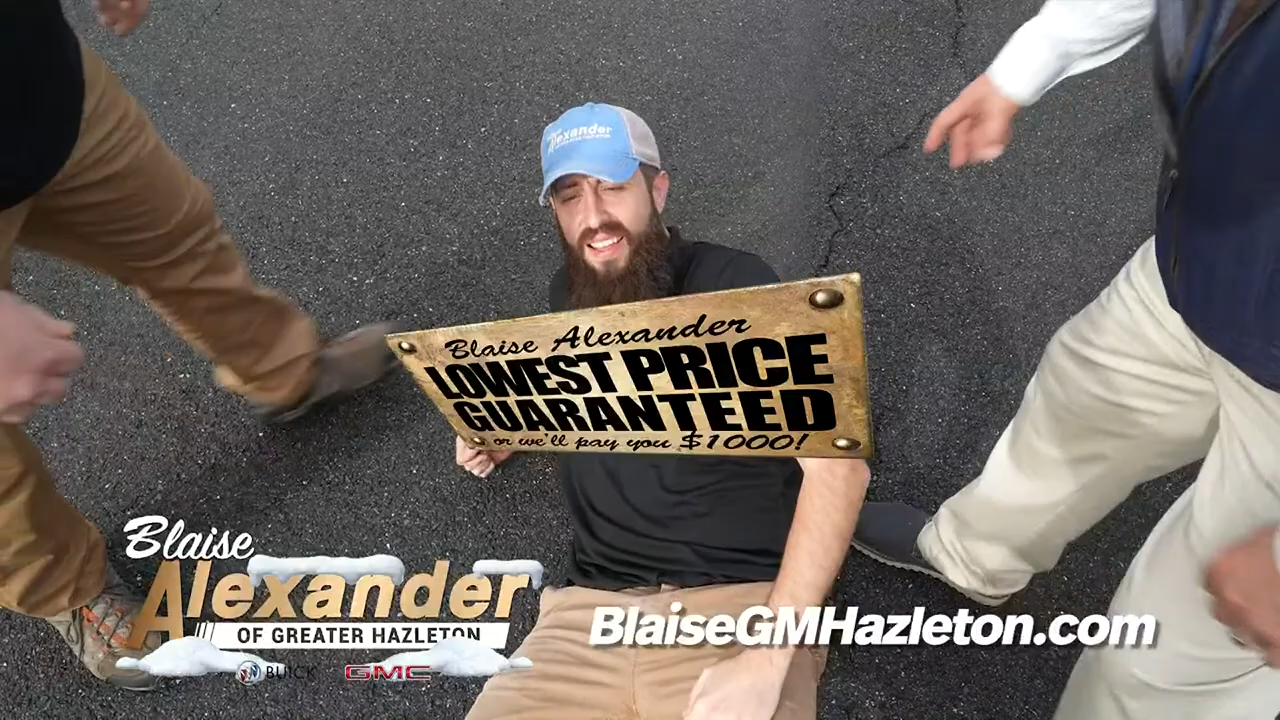 Alexander
Blaise Alexander
LOWEST PRICE
GUARANTEED
or we'll pay you $1000!
Blaise
Alexander
OF GREATER HAZLETON
BUICK GMC
BlaiseGMHazleton.com